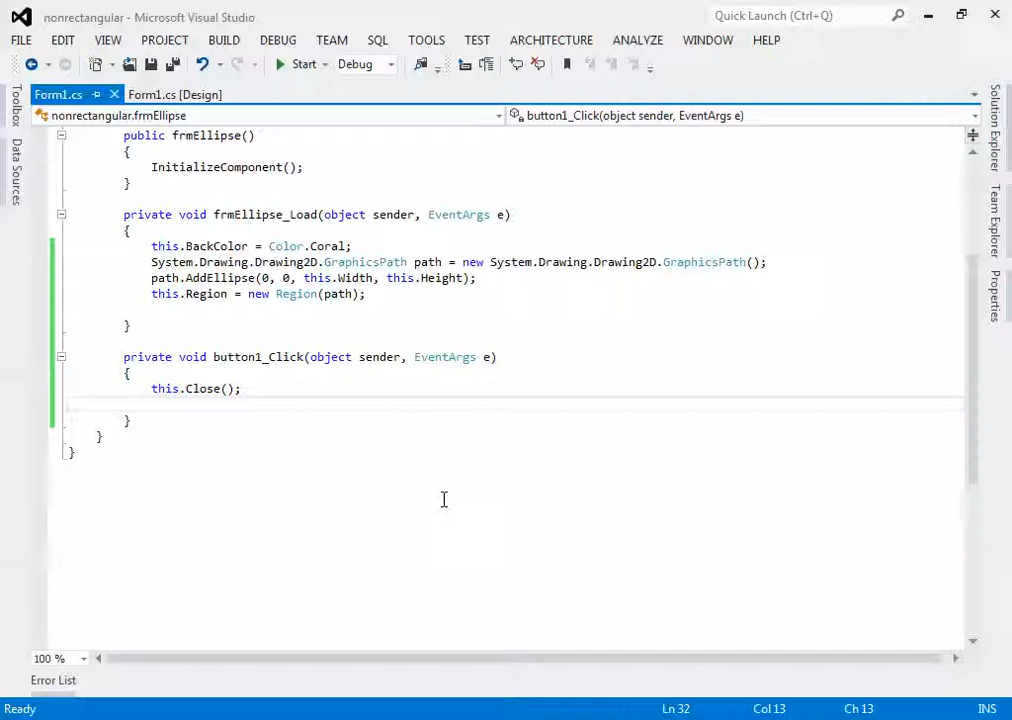 nonrectangular - Microsoft Visual Studio
Quick Launch (Ctrl+Q)
FILE EDIT VIEW PROJECT BUILD DEBUG TEAM SQL TOOLS TEST ARCHITECTURE ANALYZE WINDOW HELP
Start Debug
Form1.cs Form1.cs [Design]
nonrectangular.frmEllipse button1_Click(object sender, EventArgs e)
Toolbox
Data Sources
Solution Explorer
Team Explorer
Properties
public frmEllipse()
{
InitializeComponent();
}
private void frmEllipse_Load(object sender, EventArgs e)
{
this.BackColor = Color.Coral;
System.Drawing.Drawing2D.GraphicsPath path = new System.Drawing.Drawing2D.GraphicsPath();
path.AddEllipse(0, 0, this.Width, this.Height);
this.Region = new Region(path);
}
private void button1_Click(object sender, EventArgs e)
{
this.Close();
}
}
}
100 %
Error List
Ready Ln 32 Col 13 Ch 13 INS